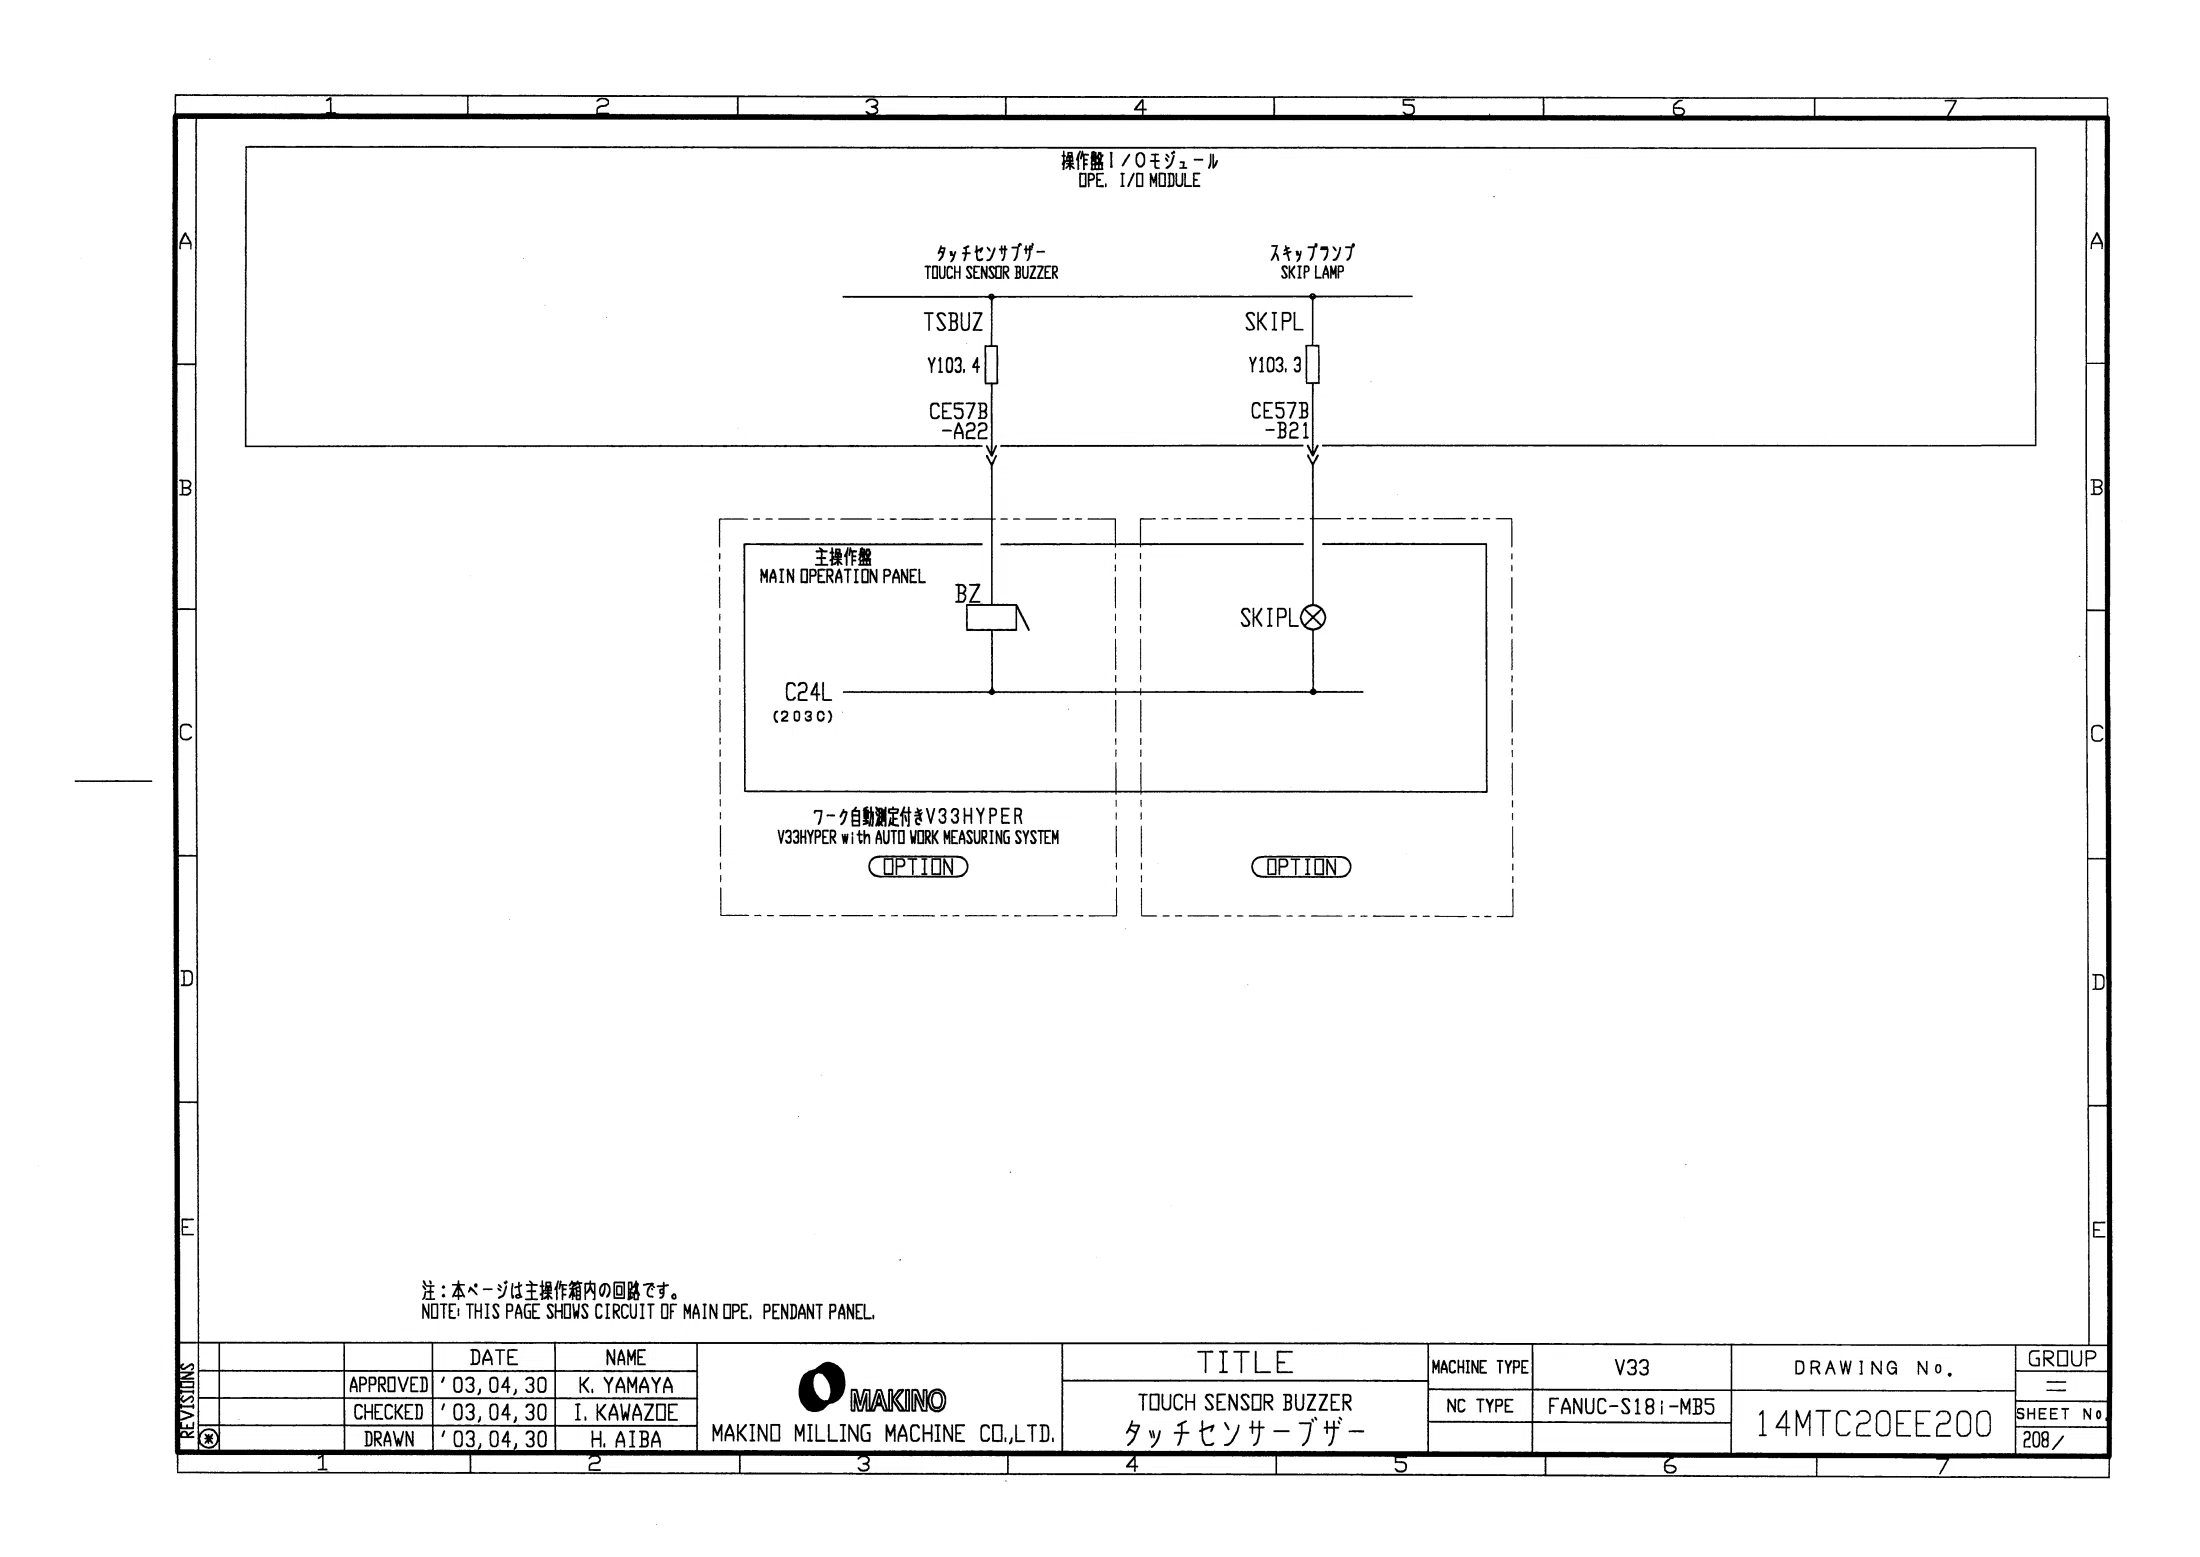 1 2 3 4 5 6 7
操作盤I/Oモジュール
OPE. I/O MODULE
A A
タッチセンサブザー スキップランプ
TOUCH SENSOR BUZZER SKIP LAMP
TSBUZ SKIPL
Y103.4 Y103.3
CE57B CE57B
-A22 -B21
B B
主操作盤
MAIN OPERATION PANEL
BZ
SKIPL
C24L
(203C)
C C
ワーク自動測定付きV33HYPER
V33HYPER with AUTO WORK MEASURING SYSTEM
OPTION OPTION
D D
E E
注:本ページは主操作箱内の回路です。
NOTE: THIS PAGE SHOWS CIRCUIT OF MAIN OPE. PENDANT PANEL.
REVISIONS
DATE NAME
APPROVED '03,04,30 K. YAMAYA
CHECKED '03,04,30 I. KAWAZOE
DRAWN '03,04,30 H. AIBA
MAKINO
MAKINO MILLING MACHINE CO.,LTD.
TITLE
TOUCH SENSOR BUZZER
タッチセンサーブザー
MACHINE TYPE V33
NC TYPE FANUC-S18i-MB5
DRAWING No.
14MTC20EE200
GROUP
=
SHEET No.
208/
1 2 3 4 5 6 7